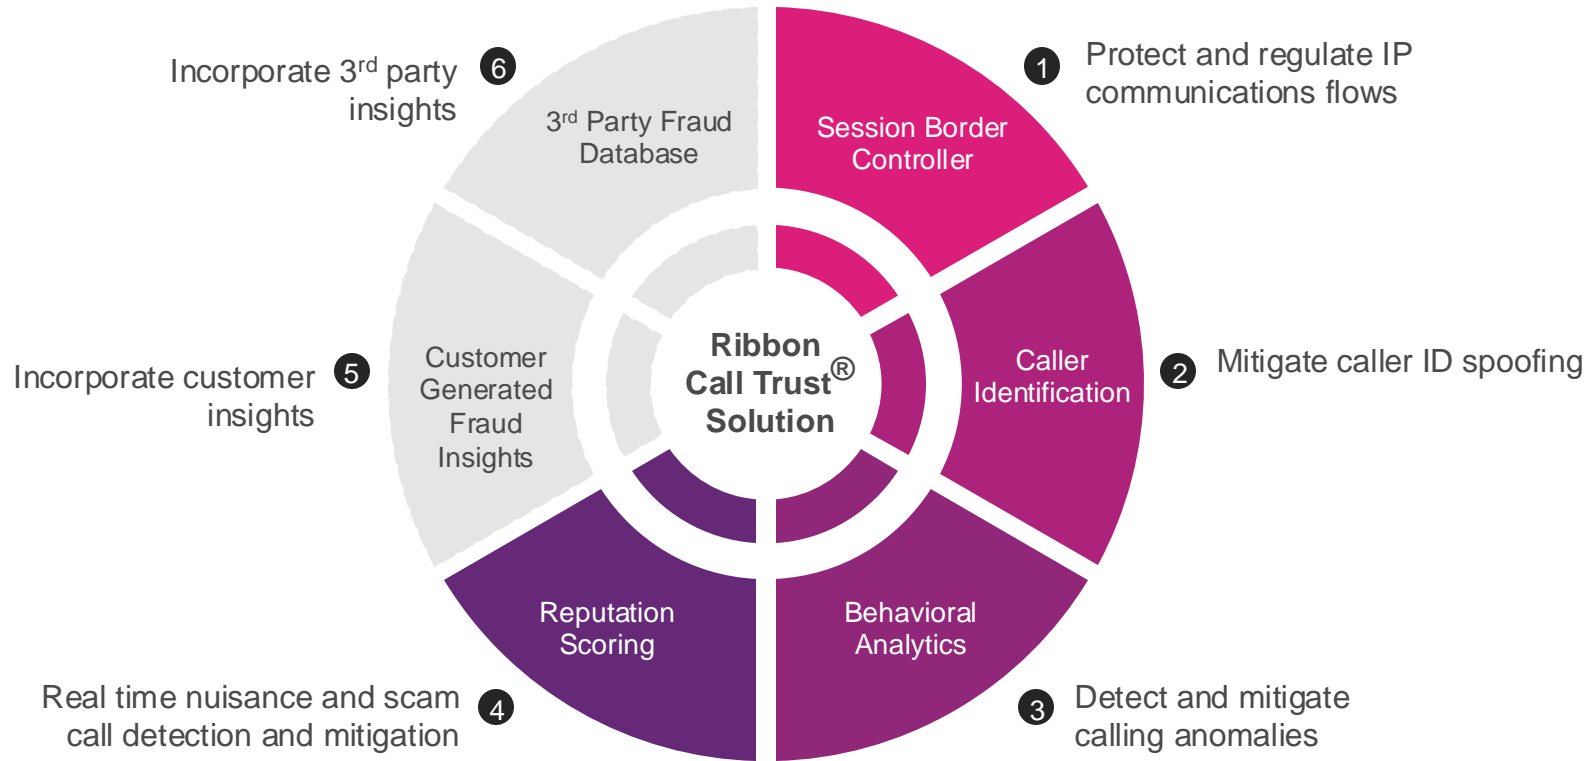 1
Protect and regulate IP
communications flows
Session Border
Controller
2
Mitigate caller ID spoofing
Caller
Identification
3
Detect and mitigate
calling anomalies
Behavioral
Analytics
4
Real time nuisance and scam
call detection and mitigation
Reputation
Scoring
5
Incorporate customer
insights
Customer
Generated
Fraud
Insights
6
Incorporate 3rd party
insights
3rd Party Fraud
Database
Ribbon
Call Trust®
Solution